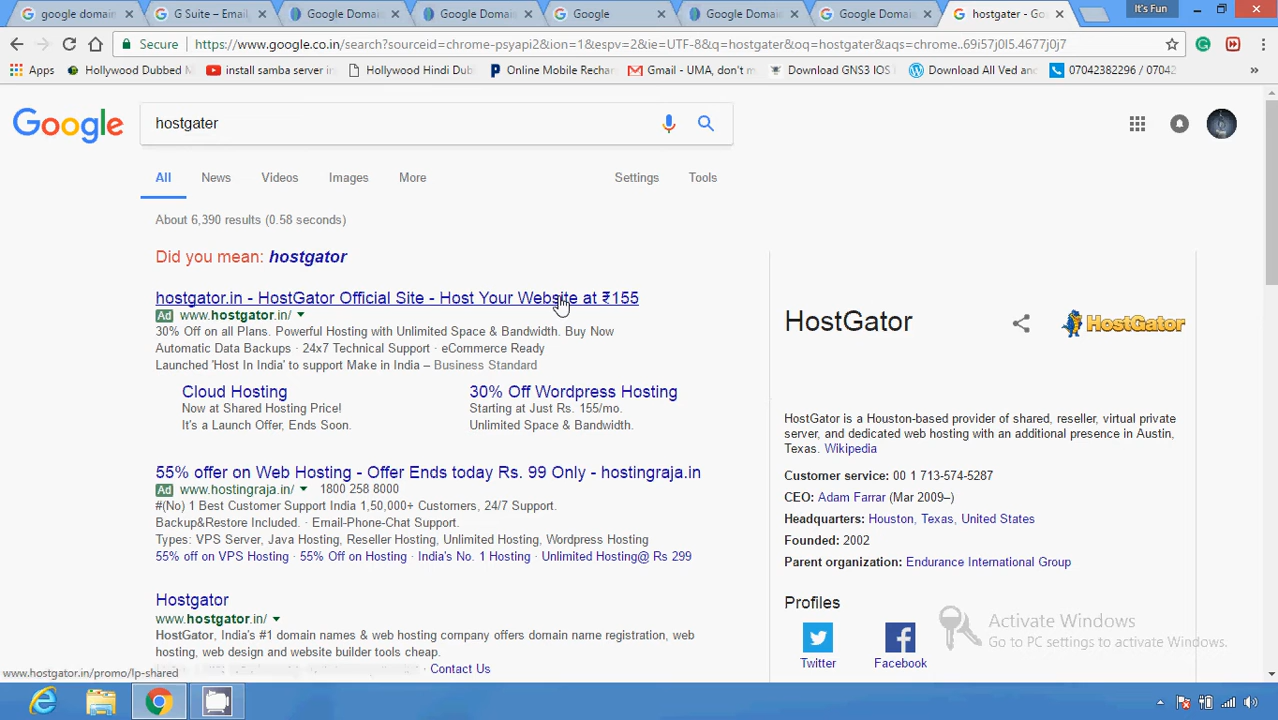 google domain
G Suite – Email
Google Domai
Google Domai
Google
Google Domai
Google Domai
hostgater - Go
It's Fun
Secure
https://www.google.co.in/search?sourceid=chrome-psyapi2&ion=1&espv=2&ie=UTF-8&q=hostgater&oq=hostgater&aqs=chrome..69i57j0l5.4677j0j7
Apps
Hollywood Dubbed M
install samba server in
Hollywood Hindi Dub
Online Mobile Rechar
Gmail - UMA, don't m
Download GNS3 IOS I
Download All Ved an
07042382296 / 07042
Google
hostgater
All
News
Videos
Images
More
Settings
Tools
About 6,390 results (0.58 seconds)
Did you mean: hostgator
hostgator.in - HostGator Official Site - Host Your Website at ₹155
Ad www.hostgator.in/
30% Off on all Plans. Powerful Hosting with Unlimited Space & Bandwidth. Buy Now
Automatic Data Backups · 24x7 Technical Support · eCommerce Ready
Launched 'Host In India' to support Make in India – Business Standard
Cloud Hosting
Now at Shared Hosting Price!
It's a Launch Offer, Ends Soon.
30% Off Wordpress Hosting
Starting at Just Rs. 155/mo.
Unlimited Space & Bandwidth.
55% offer on Web Hosting - Offer Ends today Rs. 99 Only - hostingraja.in
Ad www.hostingraja.in/ 1800 258 8000
#(No) 1 Best Customer Support India 1,50,000+ Customers, 24/7 Support.
Backup&Restore Included. · Email-Phone-Chat Support.
Types: VPS Server, Java Hosting, Reseller Hosting, Unlimited Hosting, Wordpress Hosting
55% off on VPS Hosting · 55% Off on Hosting · India's No. 1 Hosting · Unlimited Hosting@ Rs 299
Hostgator
www.hostgator.in/
HostGator, India's #1 domain names & web hosting company offers domain name registration, web
hosting, web design and website builder tools cheap.
Contact Us
HostGator
HostGator
HostGator is a Houston-based provider of shared, reseller, virtual private
server, and dedicated web hosting with an additional presence in Austin,
Texas. Wikipedia
Customer service: 00 1 713-574-5287
CEO: Adam Farrar (Mar 2009–)
Headquarters: Houston, Texas, United States
Founded: 2002
Parent organization: Endurance International Group
Profiles
Twitter
Facebook
Activate Windows
Go to PC settings to activate Windows.
www.hostgator.in/promo/lp-shared